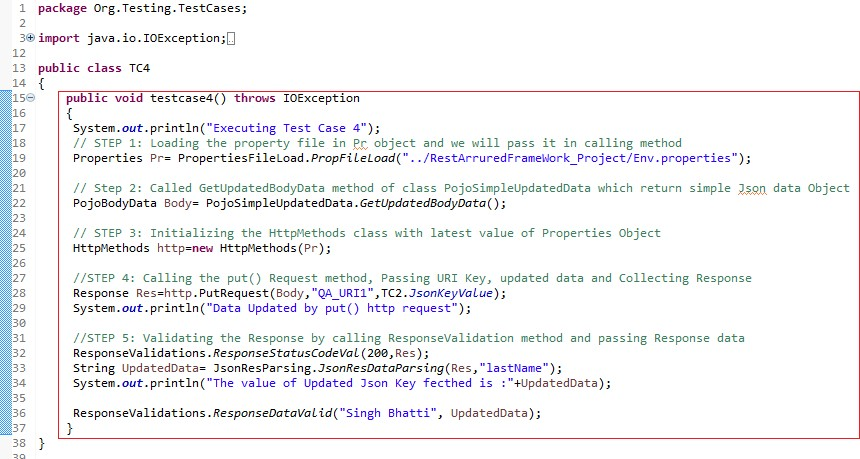 1 package Org.Testing.TestCases;
2
3 import java.io.IOException;
12
13 public class TC4
14 {
15 public void testcase4() throws IOException
16 {
17 System.out.println("Executing Test Case 4");
18 // STEP 1: Loading the property file in Pr object and we will pass it in calling method
19 Properties Pr= PropertiesFileLoad.PropFileLoad("../RestArruredFrameWork_Project/Env.properties");
20
21 // Step 2: Called GetUpdatedBodyData method of class PojoSimpleUpdatedData which return simple Json data Object
22 PojoBodyData Body= PojoSimpleUpdatedData.GetUpdatedBodyData();
23
24 // STEP 3: Initializing the HttpMethods class with latest value of Properties Object
25 HttpMethods http=new HttpMethods(Pr);
26
27 //STEP 4: Calling the put() Request method, Passing URI Key, updated data and Collecting Response
28 Response Res=http.PutRequest(Body,"QA_URI1",TC2.JsonKeyValue);
29 System.out.println("Data Updated by put() http request");
30
31 //STEP 5: Validating the Response by calling ResponseValidation method and passing Response data
32 ResponseValidations.ResponseStatusCodeVal(200,Res);
33 String UpdatedData= JsonResParsing.JsonResDataParsing(Res,"lastName");
34 System.out.println("The value of Updated Json Key fecthed is :"+UpdatedData);
35
36 ResponseValidations.ResponseDataValid("Singh Bhatti", UpdatedData);
37 }
38 }
39